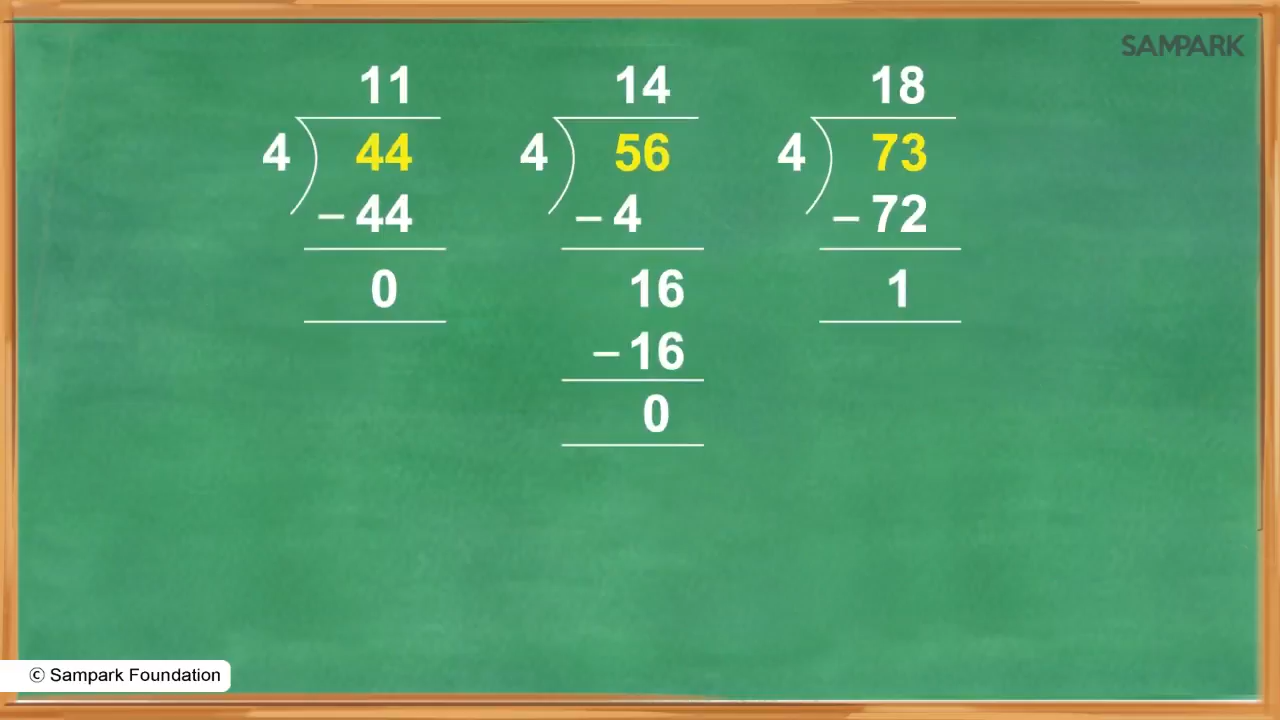 SAMPARK
11
4 ) 44
– 44
0
14
4 ) 56
– 4
16
– 16
0
18
4 ) 73
– 72
1
© Sampark Foundation